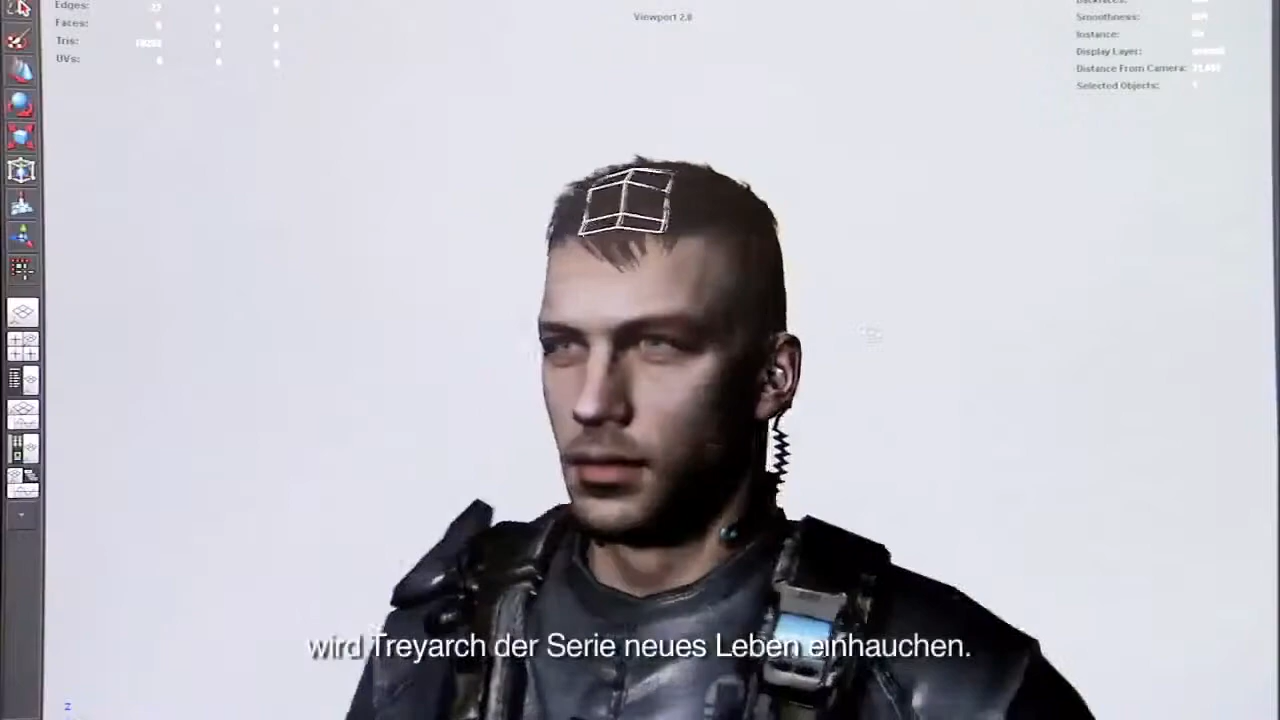 Edges:
Faces:
Tris:
UVs:
Viewport 2.0
Backfaces:
Smoothness:
Instance:
Display Layer:
Distance From Camera:
Selected Objects:
wird Treyarch der Serie neues Leben einhauchen.
z